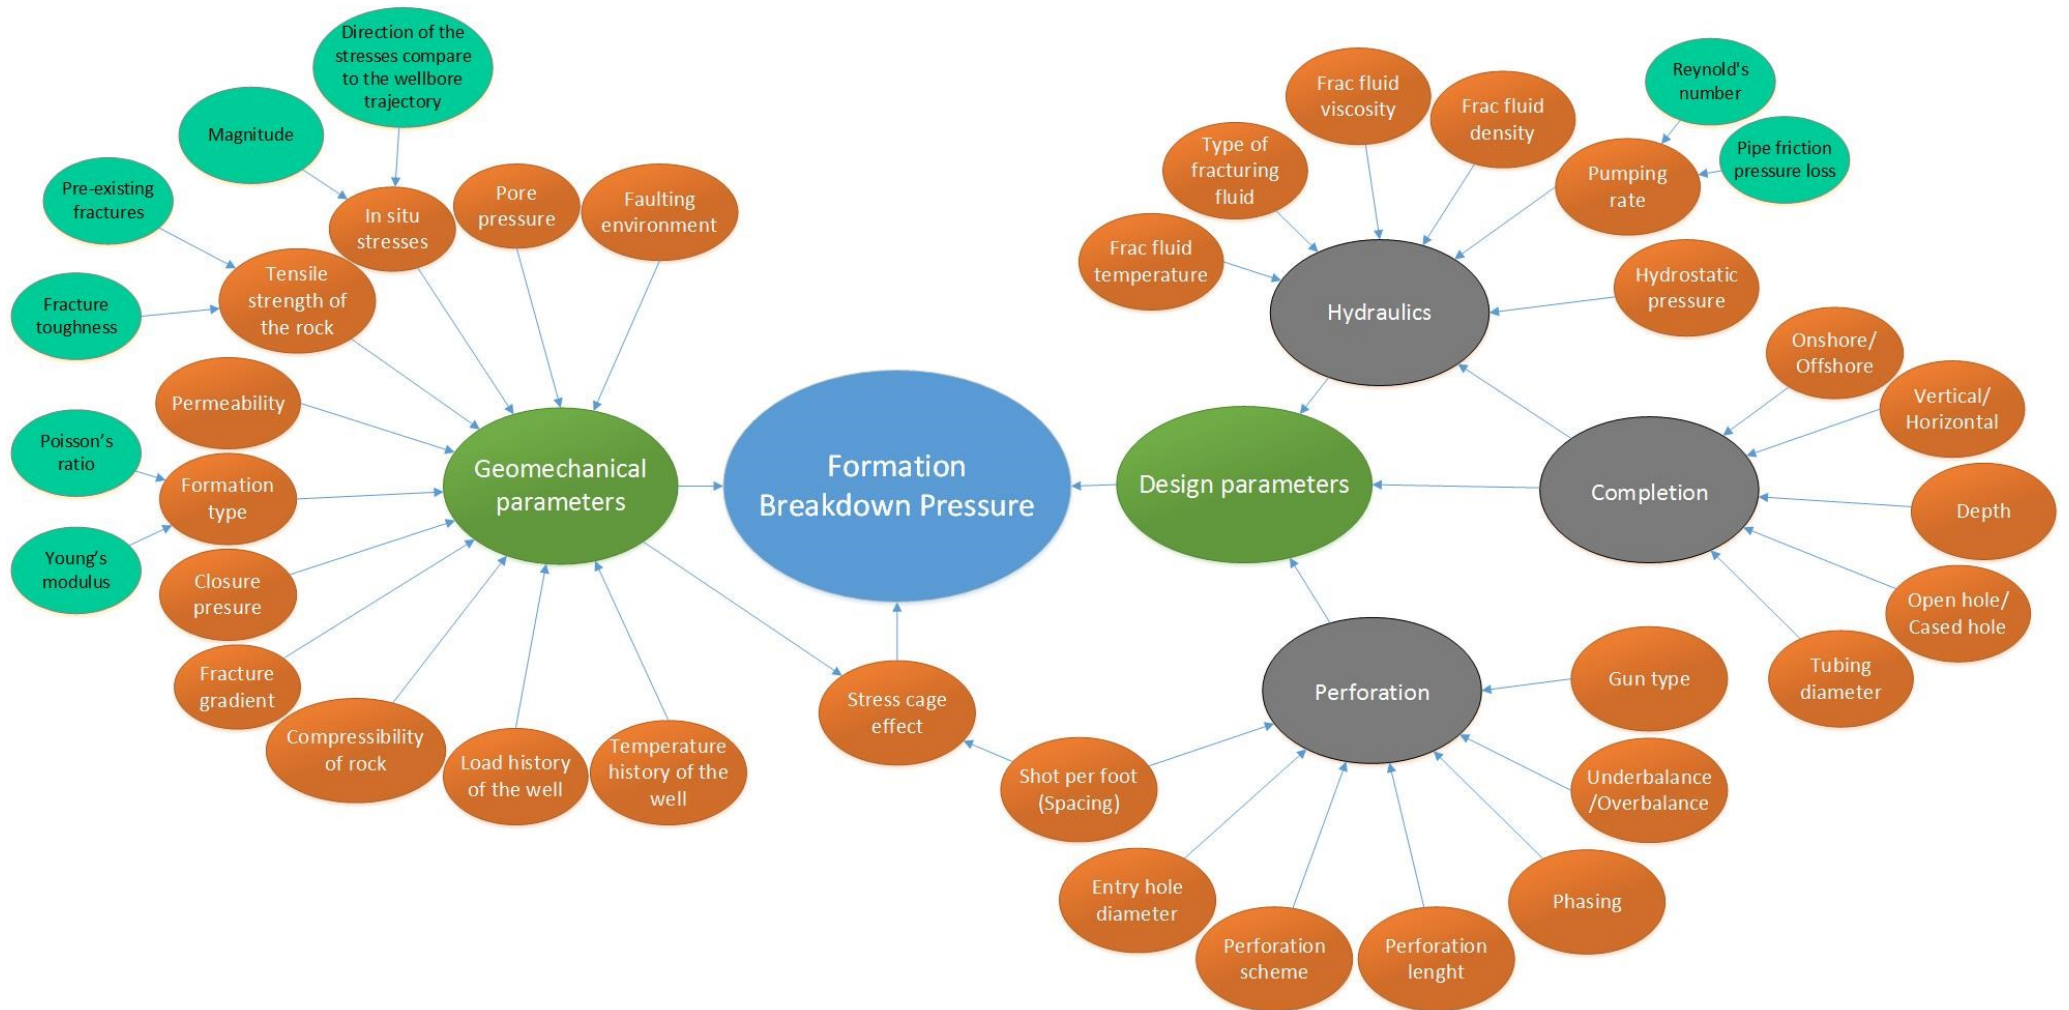 Direction of the
stresses compare
to the wellbore
trajectory
Magnitude
Pre-existing
fractures
In situ
stresses
Pore
pressure
Faulting
environment
Fracture
toughness
Tensile
strength of
the rock
Permeability
Poisson's
ratio
Formation
type
Young's
modulus
Closure
presure
Fracture
gradient
Compressibility
of rock
Load history
of the well
Temperature
history of the
well
Geomechanical
parameters
Formation
Breakdown Pressure
Stress cage
effect
Design parameters
Frac fluid
viscosity
Frac fluid
density
Reynold's
number
Type of
fracturing
fluid
Pumping
rate
Pipe friction
pressure loss
Frac fluid
temperature
Hydraulics
Hydrostatic
pressure
Onshore/
Offshore
Vertical/
Horizontal
Completion
Depth
Open hole/
Cased hole
Tubing
diameter
Perforation
Gun type
Underbalance
/Overbalance
Shot per foot
(Spacing)
Entry hole
diameter
Perforation
scheme
Perforation
lenght
Phasing